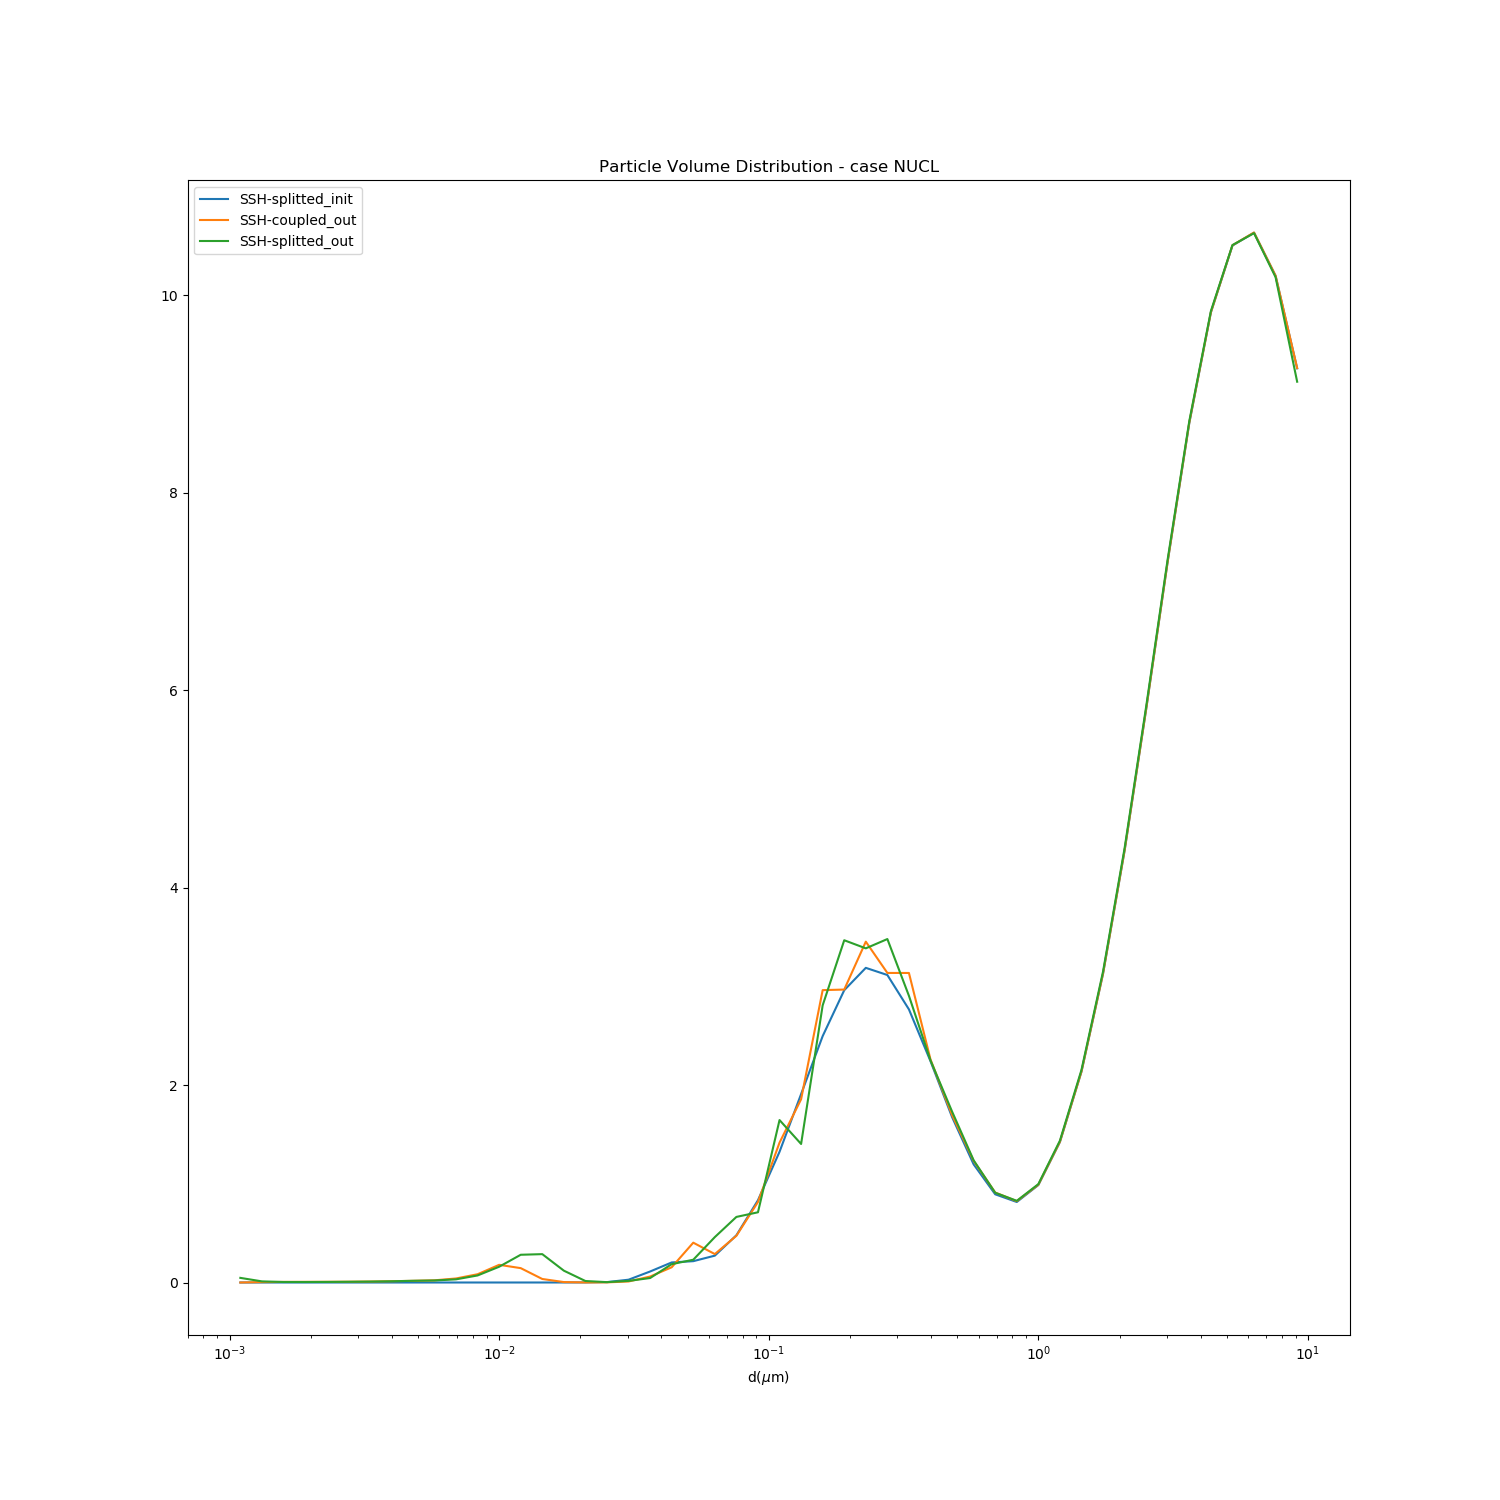 Particle Volume Distribution - case NUCL
SSH-splitted_init
SSH-coupled_out
SSH-splitted_out
10
8
6
4
2
0
10⁻³ 10⁻² 10⁻¹ 10⁰ 10¹
d(μm)